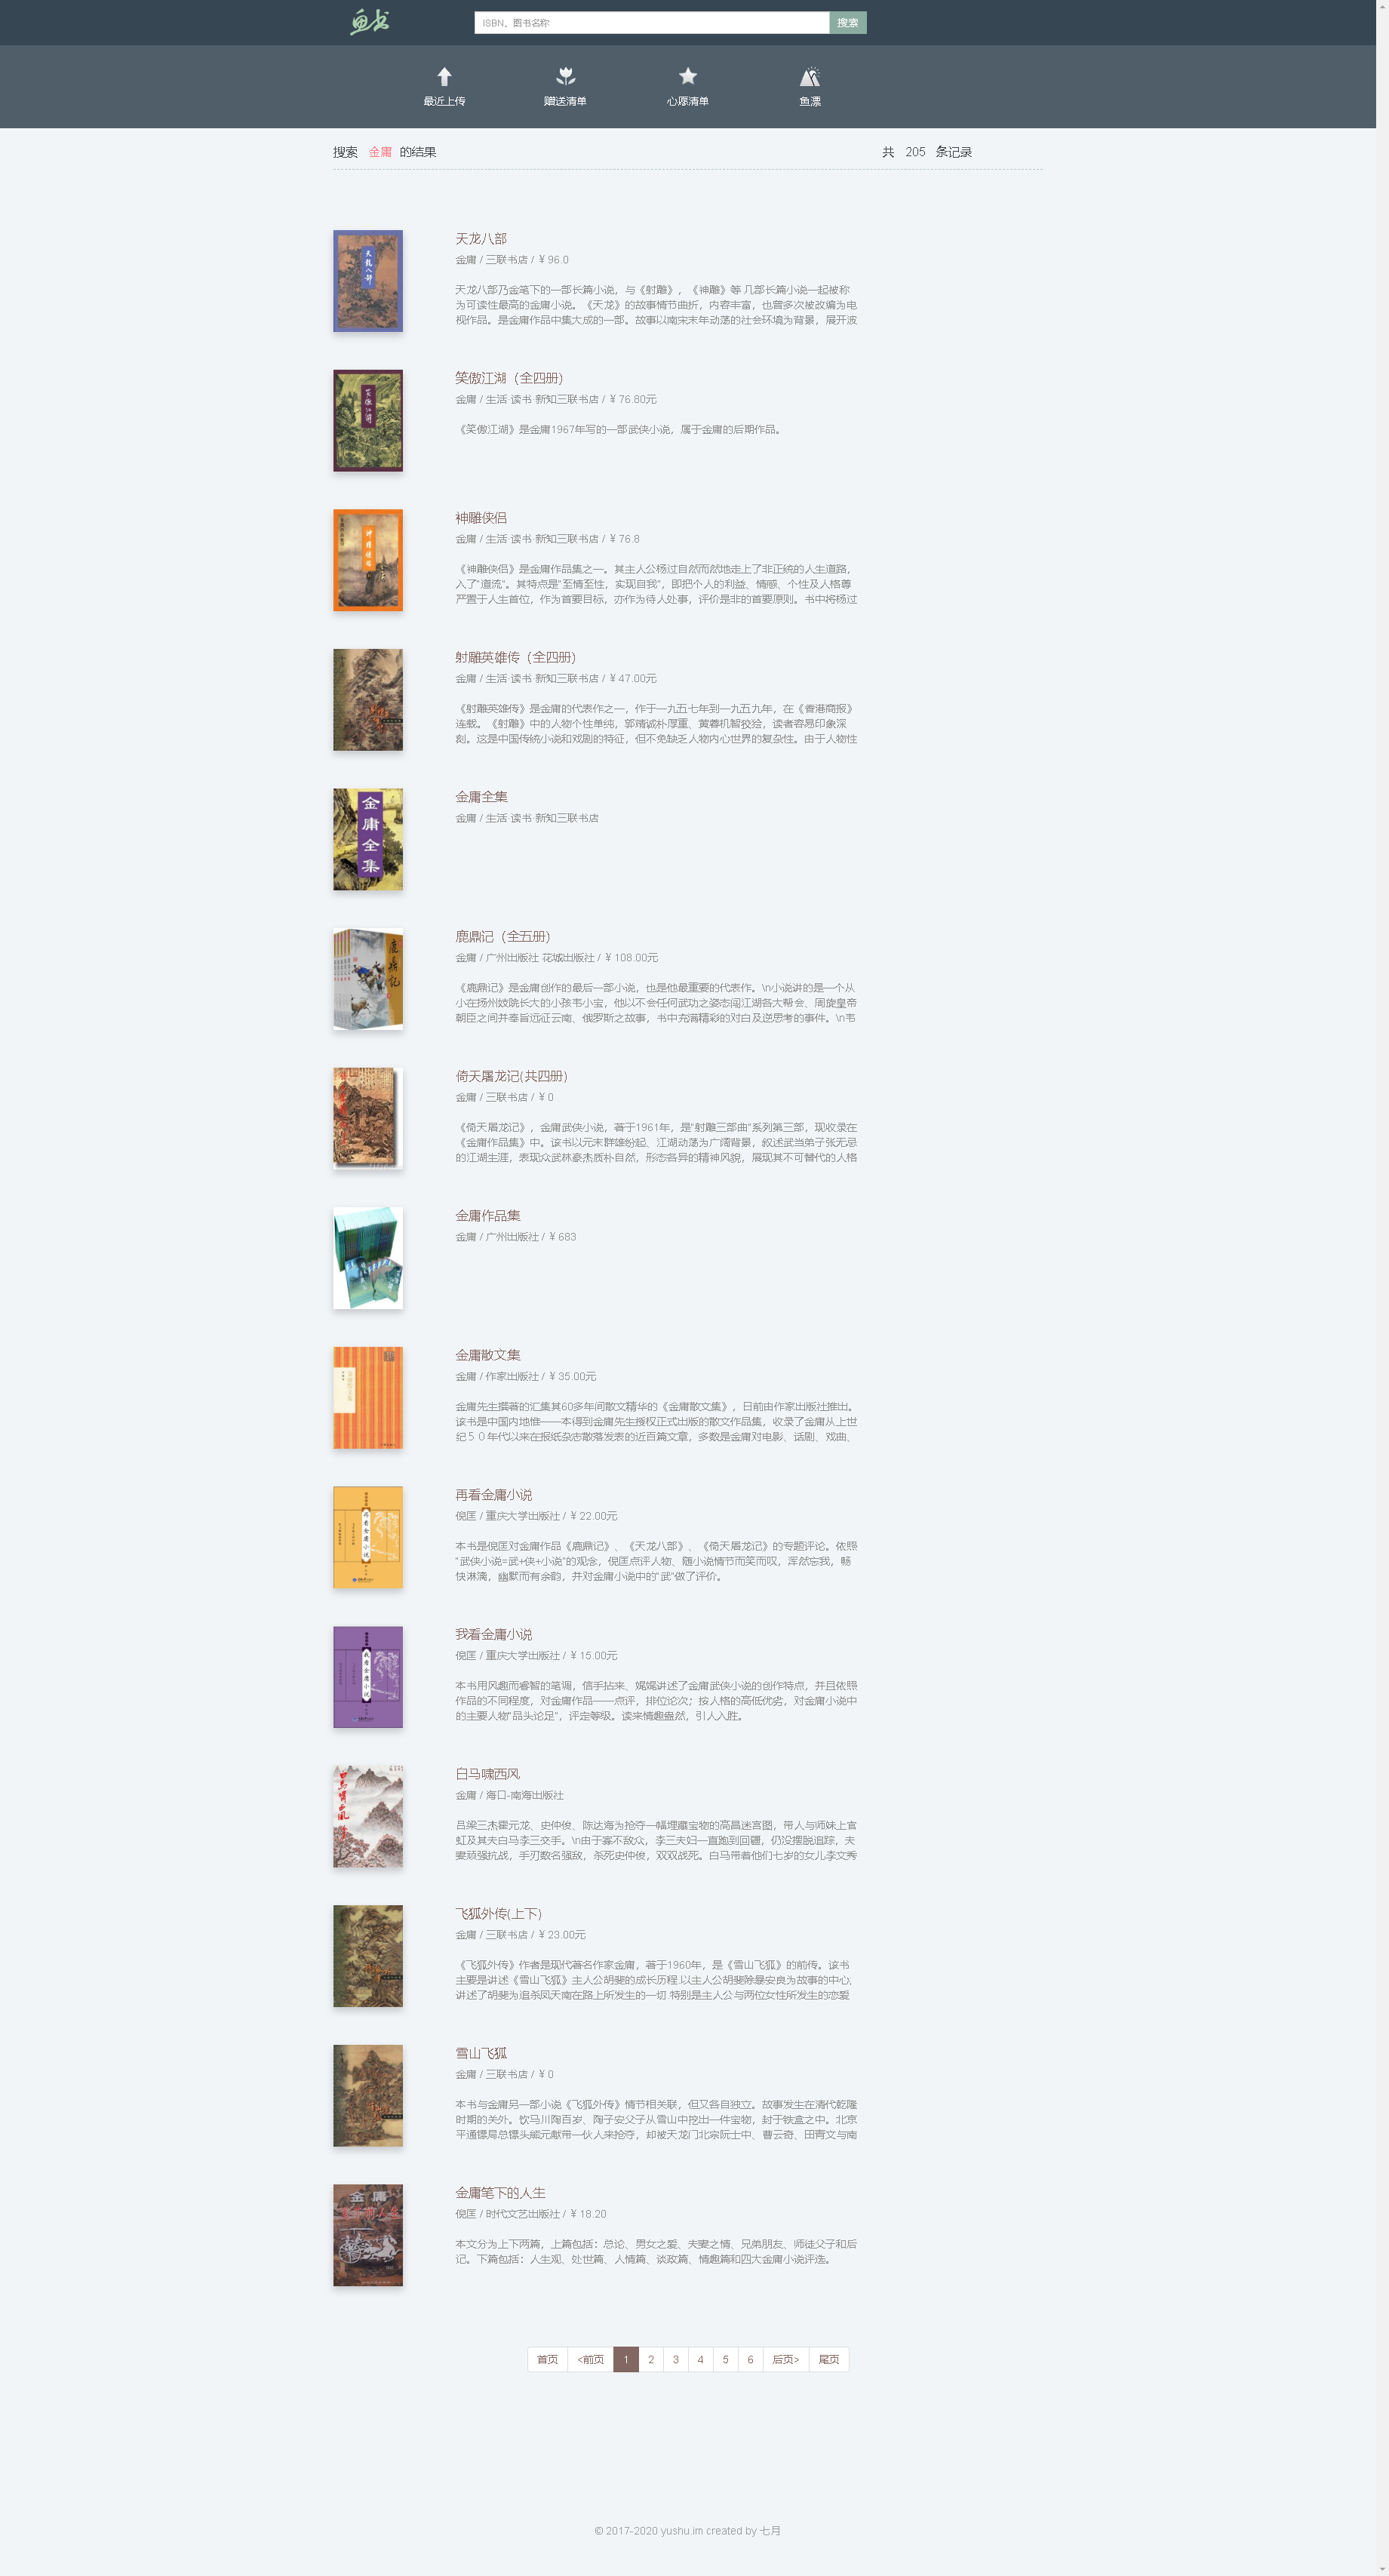 鱼书
ISBN、图书名称 搜索
最近上传 赠送清单 心愿清单 鱼漂
搜索 金庸 的结果 共 205 条记录
天龙八部
天龙八部
金庸 / 三联书店 / ￥96.0
天龙八部乃金笔下的一部长篇小说，与《射雕》，《神雕》等 几部长篇小说一起被称
为可读性最高的金庸小说。《天龙》的故事情节曲折，内容丰富，也曾多次被改编为电
视作品。是金庸作品中集大成的一部。故事以南宋末年动荡的社会环境为背景，展开波
笑傲江湖（全四册）
金庸 / 生活·读书·新知三联书店 / ￥76.80元
《笑傲江湖》是金庸1967年写的一部武侠小说，属于金庸的后期作品。
神雕侠侣
金庸 / 生活·读书·新知三联书店 / ￥76.8
《神雕侠侣》是金庸作品集之一。其主人公杨过自然而然地走上了非正统的人生道路，
入了"道流"。其特点是"至情至性，实现自我"，即把个人的利益、情感、个性及人格尊
严置于人生首位，作为首要目标，亦作为待人处事，评价是非的首要原则。书中将杨过
射雕英雄传（全四册）
金庸 / 生活·读书·新知三联书店 / ￥47.00元
《射雕英雄传》是金庸的代表作之一，作于一九五七年到一九五九年，在《香港商报》
连载。《射雕》中的人物个性单纯，郭靖诚朴厚重、黄蓉机智狡狯，读者容易印象深
刻。这是中国传统小说和戏剧的特征，但不免缺乏人物内心世界的复杂性。由于人物性
金庸全集
金庸全集
金庸 / 生活·读书·新知三联书店
鹿鼎記
鹿鼎记（全五册）
金庸 / 广州出版社 花城出版社 / ￥108.00元
《鹿鼎记》是金庸创作的最后一部小说，也是他最重要的代表作。\n小说讲的是一个从
小在扬州妓院长大的小孩韦小宝，他以不会任何武功之姿态闯江湖各大帮会、周旋皇帝
朝臣之间并奉旨远征云南、俄罗斯之故事，书中充满精彩的对白及逆思考的事件。\n韦
倚天屠龙记(共四册)
金庸 / 三联书店 / ￥0
《倚天屠龙记》，金庸武侠小说，著于1961年，是"射雕三部曲"系列第三部，现收录在
《金庸作品集》中。该书以元末群雄纷起、江湖动荡为广阔背景，叙述武当弟子张无忌
的江湖生涯，表现众武林豪杰质朴自然，形态各异的精神风貌，展现其不可替代的人格
金庸作品集
金庸 / 广州出版社 / ￥683
金庸散文集
金庸 / 作家出版社 / ￥35.00元
金庸先生撰著的汇集其60多年间散文精华的《金庸散文集》，日前由作家出版社推出。
该书是中国内地惟一一本得到金庸先生授权正式出版的散文作品集，收录了金庸从上世
纪５０年代以来在报纸杂志散落发表的近百篇文章，多数是金庸对电影、话剧、戏曲、
再看金庸小说
再看金庸小说
倪匡 / 重庆大学出版社 / ￥22.00元
本书是倪匡对金庸作品《鹿鼎记》、《天龙八部》、《倚天屠龙记》的专题评论。依照
"武侠小说=武+侠+小说"的观念，倪匡点评人物、随小说情节而笑而叹，浑然忘我，畅
快淋漓，幽默而有余韵，并对金庸小说中的"武"做了评价。
我看金庸小说
我看金庸小说
倪匡 / 重庆大学出版社 / ￥15.00元
本书用风趣而睿智的笔调，信手拈来、娓娓讲述了金庸武侠小说的创作特点，并且依照
作品的不同程度，对金庸作品一一点评，排位论次；按人格的高低优劣，对金庸小说中
的主要人物"品头论足"，评定等级。读来情趣盎然，引人入胜。
白马啸西风
金庸 / 海口-南海出版社
吕梁三杰霍元龙、史仲俊、陈达海为抢夺一幅埋藏宝物的高昌迷宫图，带人与师妹上官
虹及其夫白马李三交手。\n由于寡不敌众，李三夫妇一直跑到回疆，仍没摆脱追踪，夫
妻顽强抗战，手刃数名强敌，杀死史仲俊，双双战死。白马带着他们七岁的女儿李文秀
飞狐外传(上下)
金庸 / 三联书店 / ￥23.00元
《飞狐外传》作者是现代著名作家金庸，著于1960年，是《雪山飞狐》的前传。该书
主要是讲述《雪山飞狐》主人公胡斐的成长历程.以主人公胡斐除暴安良为故事的中心;
讲述了胡斐为追杀凤天南在路上所发生的一切.特别是主人公与两位女性所发生的恋爱
雪山飞狐
金庸 / 三联书店 / ￥0
本书与金庸另一部小说《飞狐外传》情节相关联，但又各自独立。故事发生在清代乾隆
时期的关外。饮马川陶百岁、陶子安父子从雪山中挖出一件宝物，封于铁盒之中。北京
平通镖局总镖头熊元献带一伙人来抢夺，却被天龙门北宗阮士中、曹云奇、田青文与南
金庸
金庸笔下的人生
倪匡 / 时代文艺出版社 / ￥18.20
本文分为上下两篇，上篇包括：总论、男女之爱、夫妻之情、兄弟朋友、师徒父子和后
记。下篇包括：人生观、处世篇、人情篇、谈政篇、情趣篇和四大金庸小说评选。
首页 <前页 1 2 3 4 5 6 后页> 尾页
© 2017-2020 yushu.im created by 七月